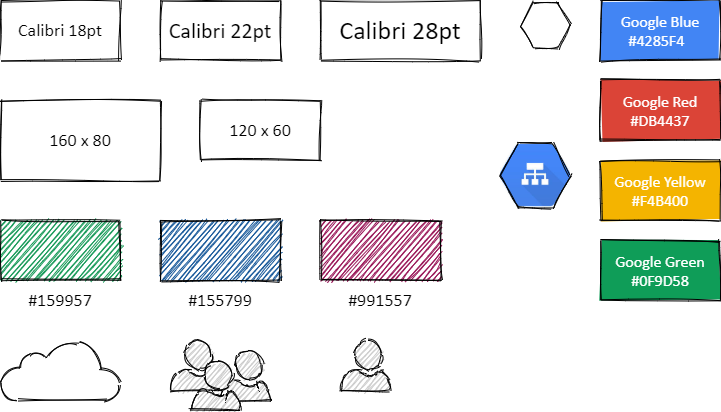 Calibri 18pt
Calibri 22pt
Calibri 28pt
Google Blue
#4285F4
Google Red
#DB4437
160 x 80
120 x 60
Google Yellow
#F4B400
Google Green
#0F9D58
#159957
#155799
#991557